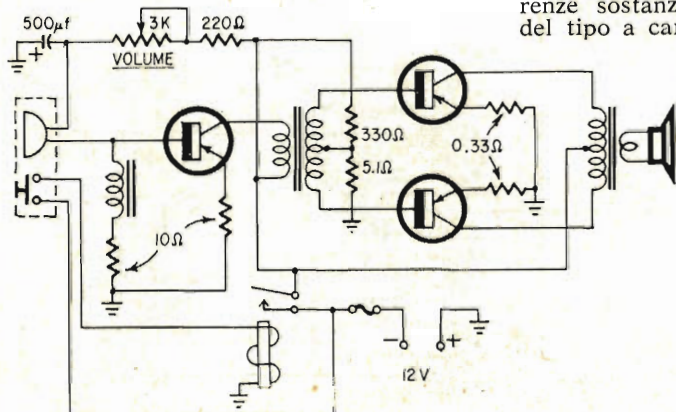 renze sostanz
del tipo a car
500µf
3K
220Ω
+
VOLUME
330Ω
5.1Ω
0.33Ω
10Ω
- +
12V